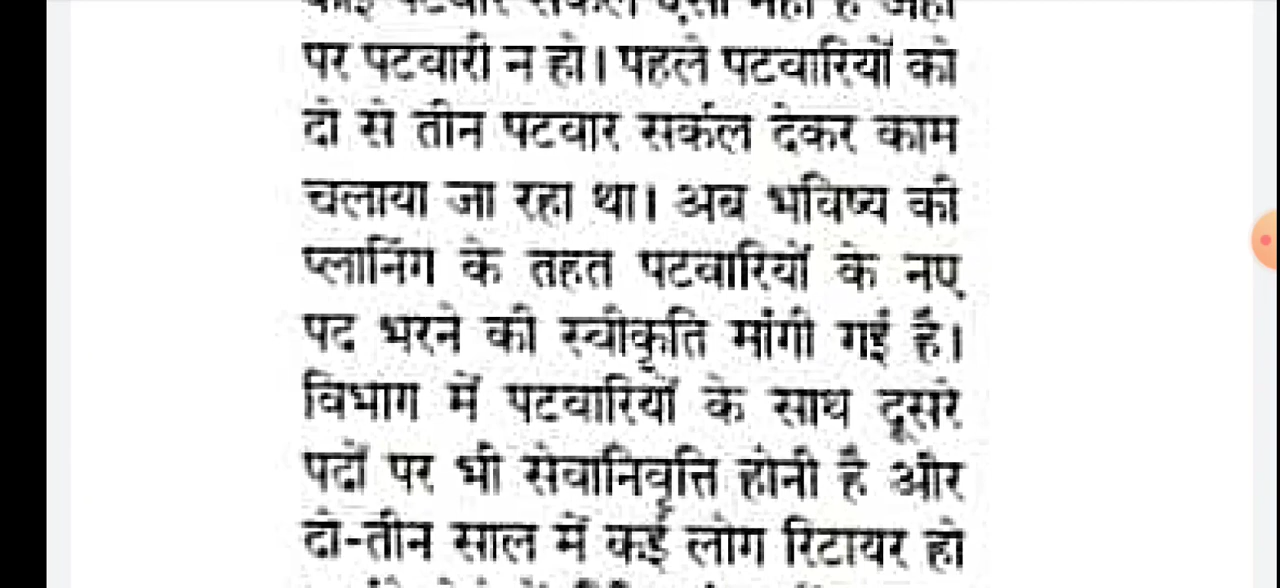 पर पटवारी न हो। पहले पटवारियों को
दो से तीन पटवार सर्कल देकर काम
चलाया जा रहा था। अब भविष्य की
प्लानिंग के तहत पटवारियों के नए
पद भरने की स्वीकृति मांगी गई है।
विभाग में पटवारियों के साथ दूसरे
पदों पर भी सेवानिवृत्ति होनी है और
दो-तीन साल में कई लोग रिटायर हो